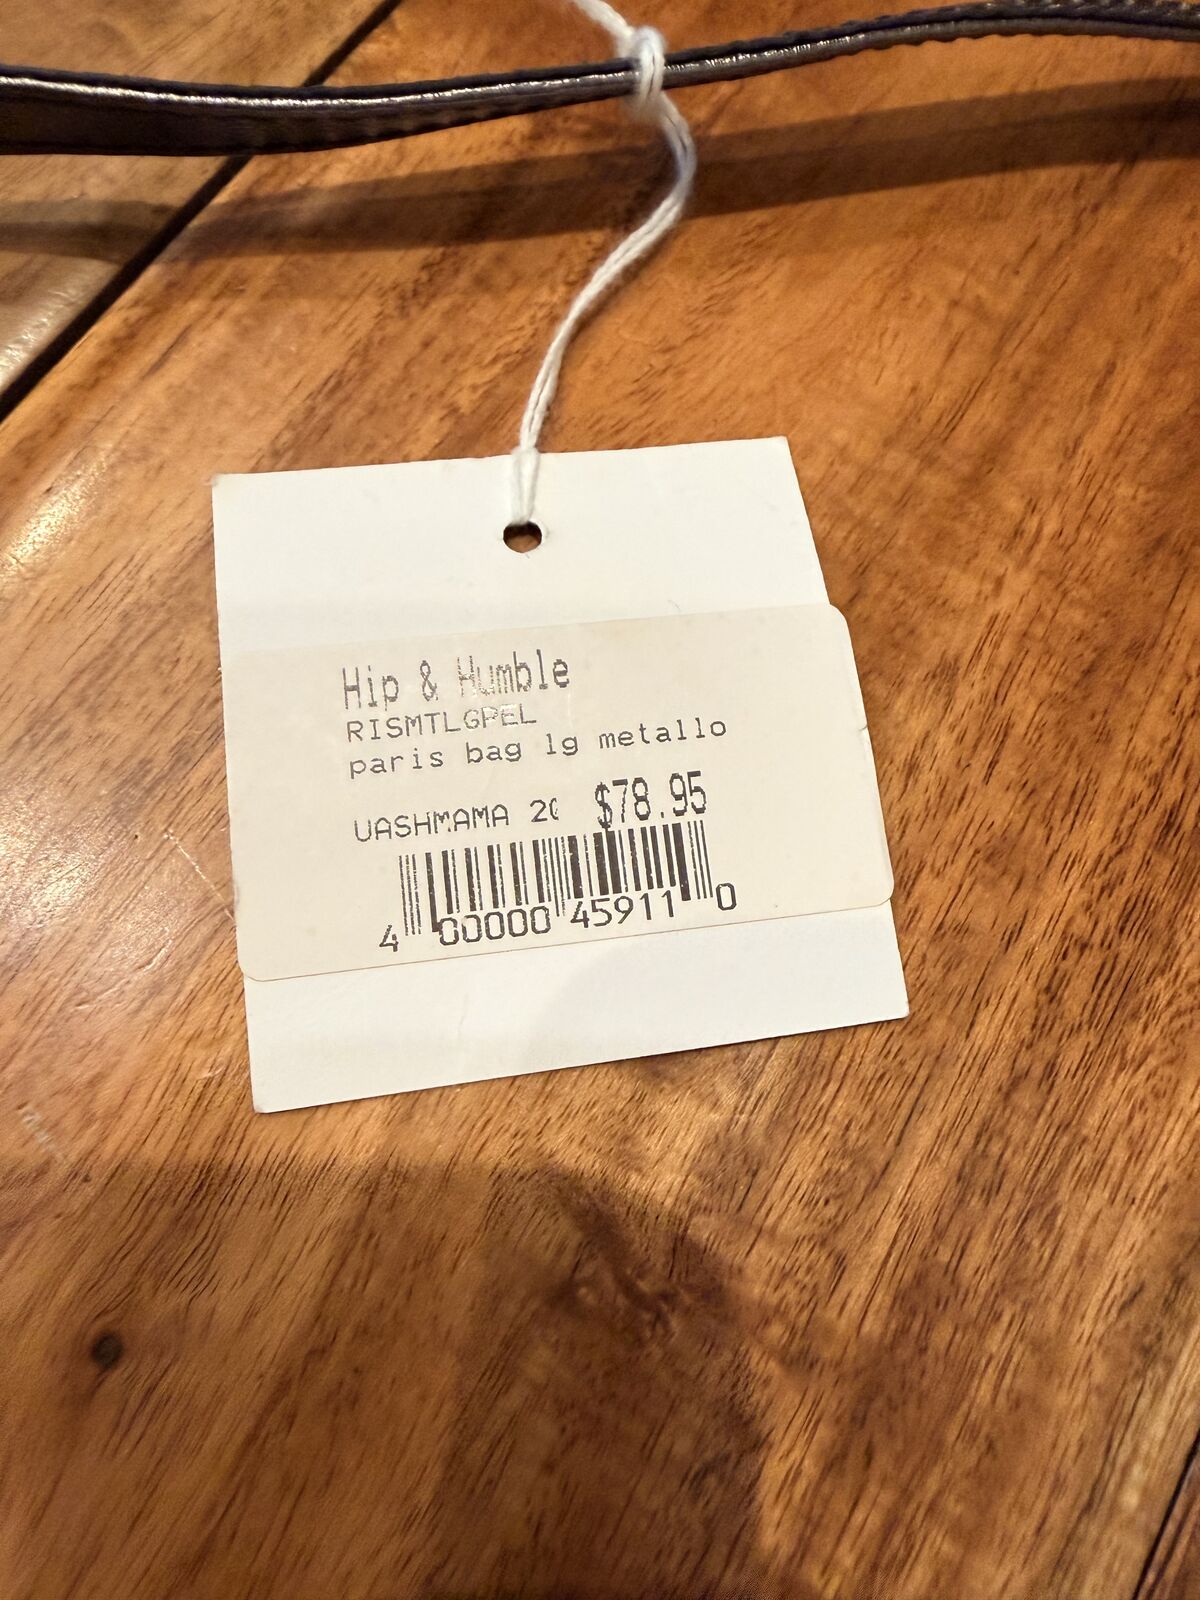 Hip & Humble
RISMTLGPEL
paris bag lg metallo
UASHMAMA 20 $78.95
4 00000 45911 0